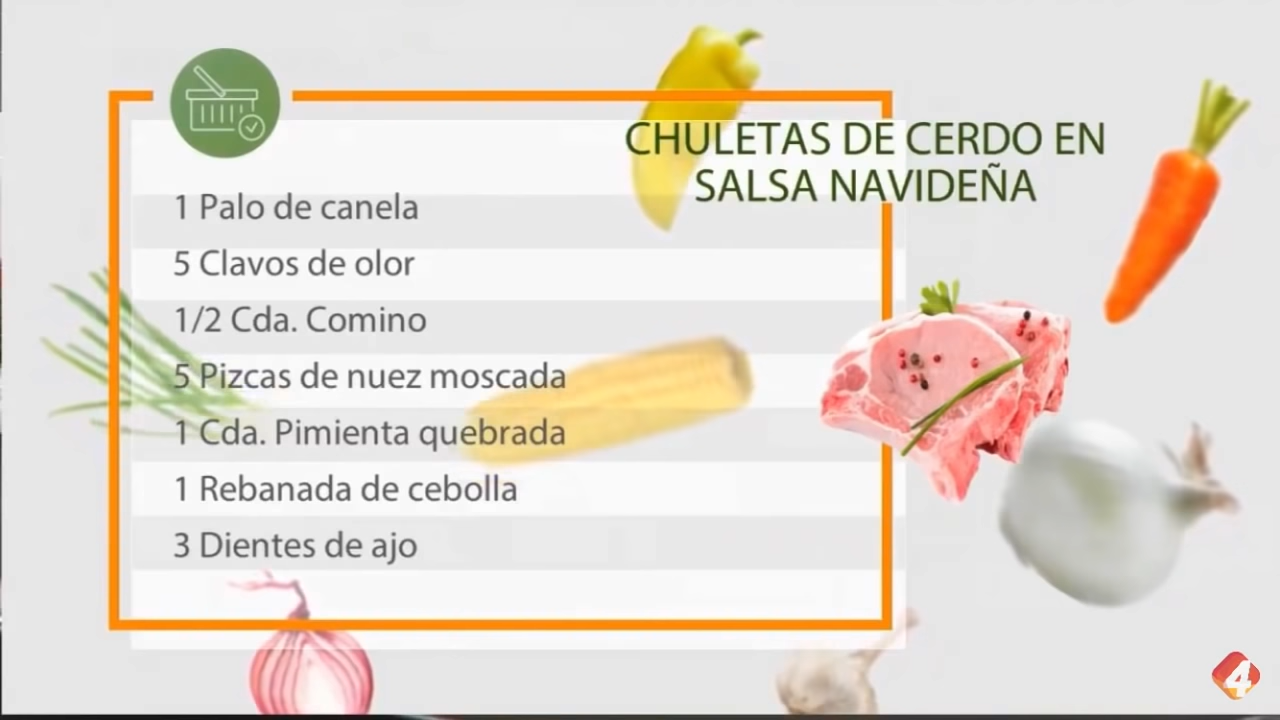 CHULETAS DE CERDO EN
SALSA NAVIDEÑA
1 Palo de canela
5 Clavos de olor
1/2 Cda. Comino
5 Pizcas de nuez moscada
1 Cda. Pimienta quebrada
1 Rebanada de cebolla
3 Dientes de ajo
4